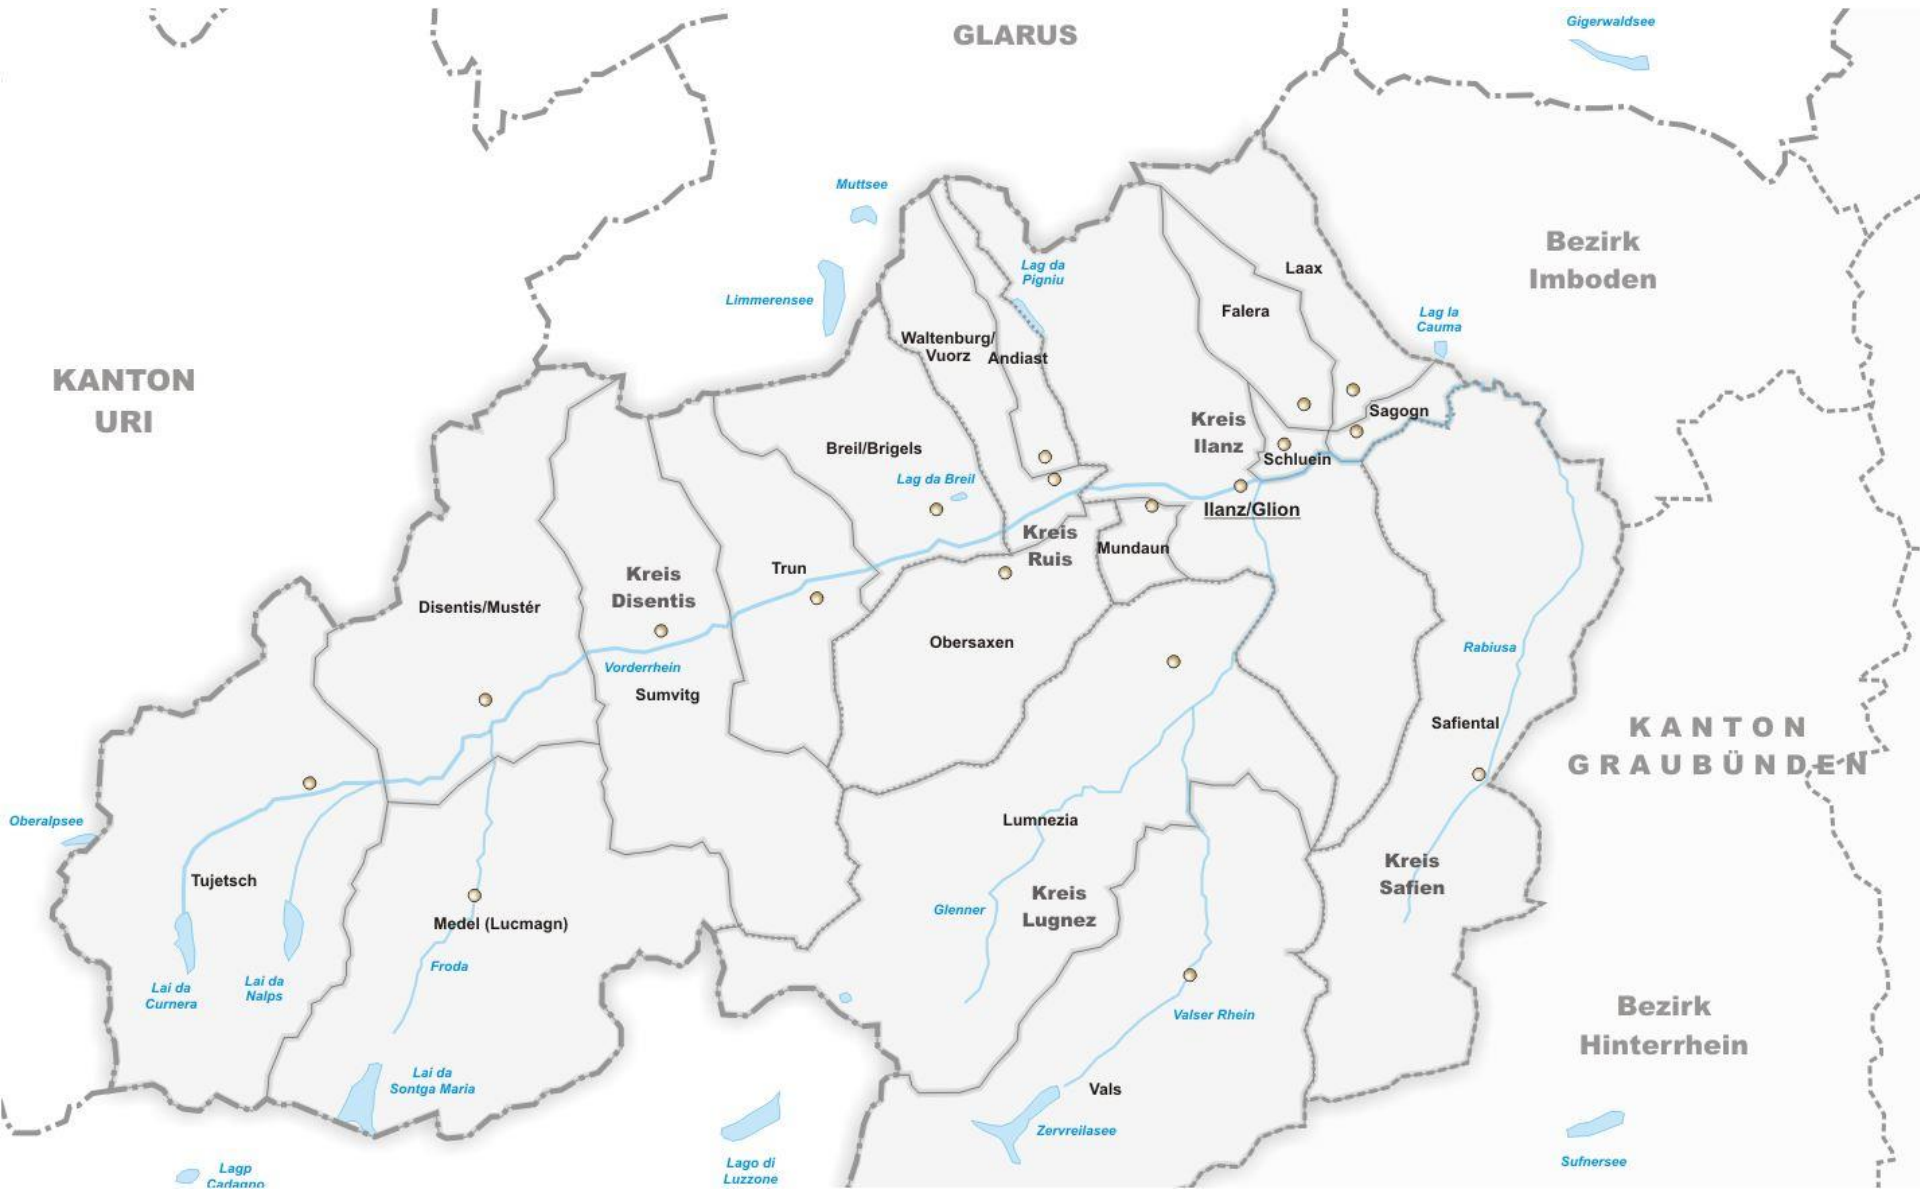 GLARUS
Gigerwaldsee
Muttsee
Bezirk
Imboden
Lag da
Pigniu
Laax
Limmerensee
Falera
Lag la
Cauma
Waltenburg/
Vuorz
Andiast
KANTON
URI
Kreis
Ilanz
Sagogn
Breil/Brigels
Schluein
Lag da Breil
Ilanz/Glion
Kreis
Ruis
Mundaun
Trun
Kreis
Disentis
Disentis/Mustér
Obersaxen
Rabiusa
Vorderrhein
Sumvitg
Safiental
KANTON
GRAUBÜNDEN
Oberalpsee
Lumnezia
Tujetsch
Kreis
Safien
Kreis
Lugnez
Glenner
Medel (Lucmagn)
Froda
Lai da
Curnera
Lai da
Nalps
Valser Rhein
Bezirk
Hinterrhein
Lai da
Sontga Maria
Vals
Zervreilasee
Lagp
Cadagno
Lago di
Luzzone
Sufnersee